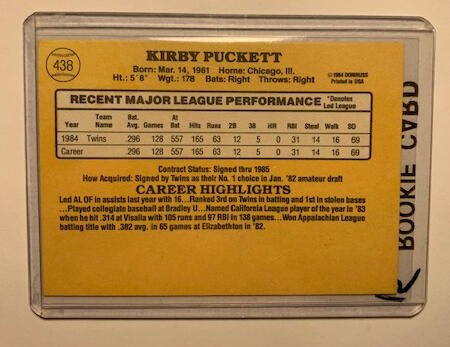 438
KIRBY PUCKETT
© 1984 DONRUSS
Printed in USA
Born: Mar. 14, 1961 Home: Chicago, Ill.
Ht.: 5'8" Wgt.: 178 Bats: Right Throws: Right
RECENT MAJOR LEAGUE PERFORMANCE *Denotes Led League
Year Team Name Bat. Avg. Games At Bat Hits Runs 2B 3B HR RBI Steal Walk SO
1984 Twins .296 128 557 165 63 12 5 0 31 14 16 69
Career .296 128 557 165 63 12 5 0 31 14 16 69
Contract Status: Signed thru 1985
How Acquired: Signed by Twins as their No. 1 choice in Jan. '82 amateur draft
CAREER HIGHLIGHTS
Led AL OF in assists last year with 16...Ranked 3rd on Twins in batting and 1st in stolen bases
...Played collegiate baseball at Bradley U...Named California League player of the year in '83
when he hit .314 at Visalia with 105 runs and 97 RBI in 138 games...Won Appalachian League
batting title with .382 avg. in 65 games at Elizabethton in '82.
ROOKIE CARD